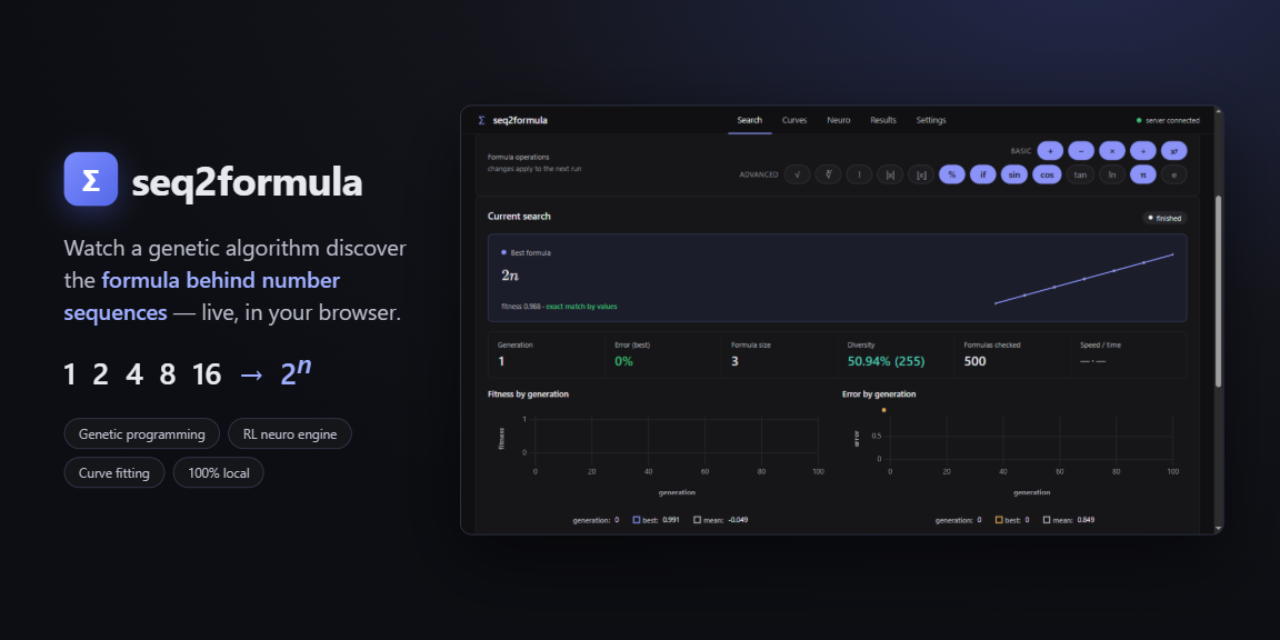 Σ seq2formula
Watch a genetic algorithm discover
the formula behind number
sequences — live, in your browser.
1 2 4 8 16 → 2ⁿ
Genetic programming
RL neuro engine
Curve fitting
100% local
Σ seq2formula
Search
Curves
Neuro
Results
Settings
server connected
Formula operations
changes apply to the next run
BASIC + − × ÷
ADVANCED √ ∛ ! |x| % if sin cos tan ln π e
Current search
finished
Best formula
2n
fitness 0.968 · exact match by values
Generation
1
Error (best)
0%
Formula size
3
Diversity
50.94% (255)
Formulas checked
500
Speed / time
— · —
Fitness by generation
fitness
1
0
0 20 40 60 80 100
generation
generation: 0 best: 0.991 mean: -0.049
Error by generation
error
0.5
0
0 20 40 60 80 100
generation
generation: 0 best: 0 mean: 0.849